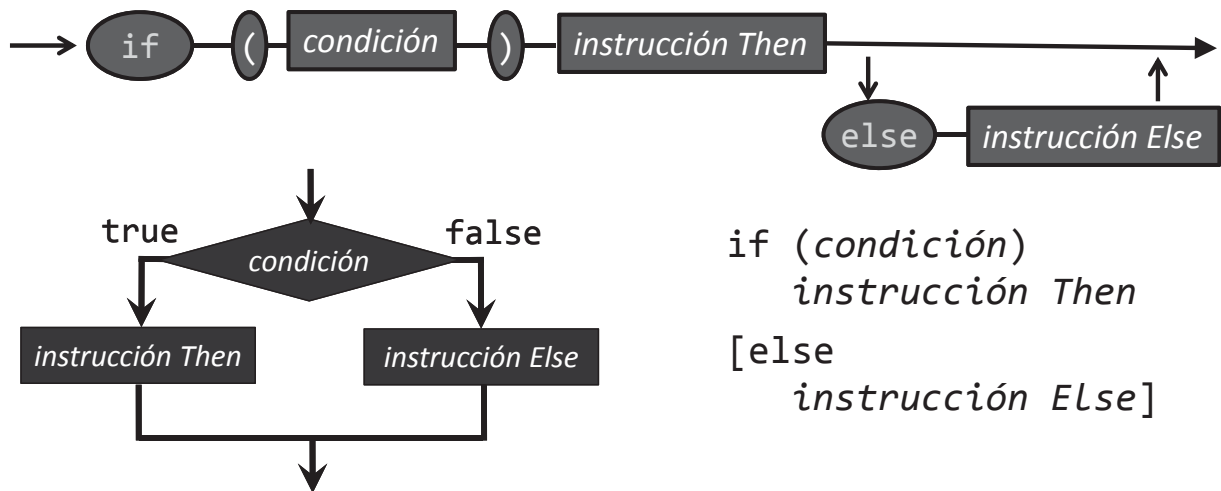 if ( condición ) instrucción Then
else instrucción Else
true false
condición
instrucción Then instrucción Else
if (condición)
instrucción Then
[else
instrucción Else]